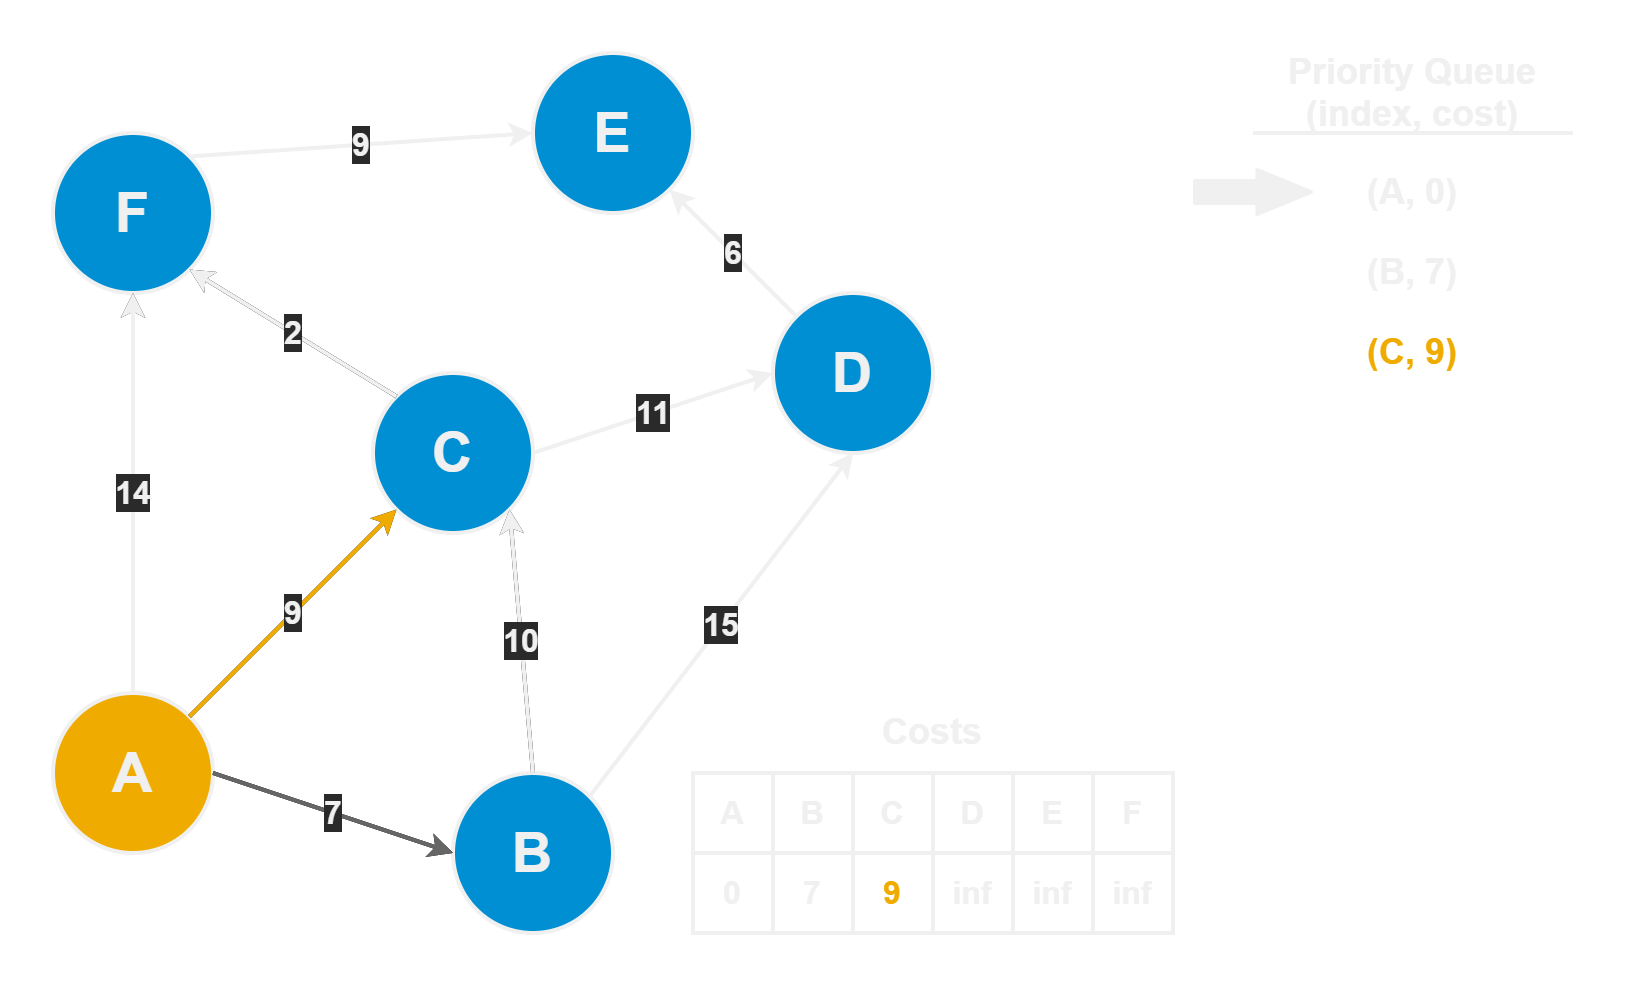 Priority Queue
(index, cost)
(A, 0)
(B, 7)
(C, 9)
E
9
F
6
2
D
11
C
14
9
10
15
A
7
B
Costs
A B C D E F
0 7 9 inf inf inf